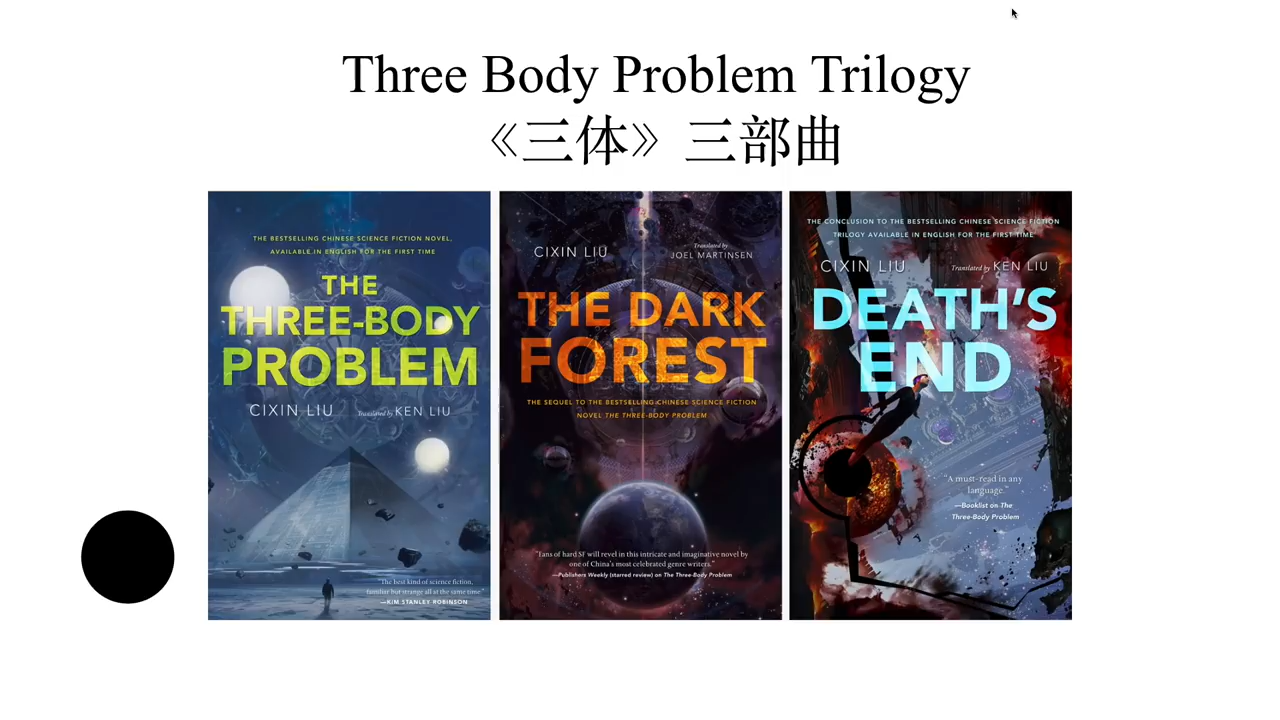 Three Body Problem Trilogy
《三体》三部曲
THE BESTSELLING CHINESE SCIENCE FICTION NOVEL,
AVAILABLE IN ENGLISH FOR THE FIRST TIME
THE
THREE-BODY
PROBLEM
CIXIN LIU Translated by KEN LIU
"The best kind of science fiction,
familiar but strange all at the same time."
—KIM STANLEY ROBINSON
CIXIN LIU
Translated by
JOEL MARTINSEN
THE DARK
FOREST
THE SEQUEL TO THE BESTSELLING CHINESE SCIENCE FICTION
NOVEL THE THREE-BODY PROBLEM
"Fans of hard SF will revel in this intricate and imaginative novel by
one of China's most celebrated genre writers."
—Publishers Weekly (starred review) on The Three-Body Problem
THE CONCLUSION TO THE BESTSELLING CHINESE SCIENCE FICTION
TRILOGY AVAILABLE IN ENGLISH FOR THE FIRST TIME
CIXIN LIU Translated by KEN LIU
DEATH'S
END
"A must-read in any
language."
—Booklist on The
Three-Body Problem